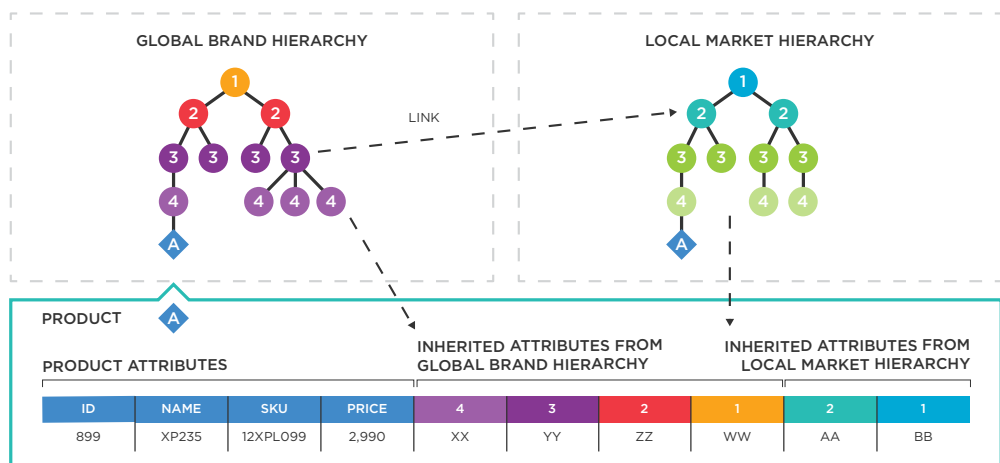 GLOBAL BRAND HIERARCHY
1
2 2
3 3 3 3
4 4 4 4
A
LINK
LOCAL MARKET HIERARCHY
1
2 2
3 3 3 3
4 4 4
A
PRODUCT A
PRODUCT ATTRIBUTES
INHERITED ATTRIBUTES FROM
GLOBAL BRAND HIERARCHY
INHERITED ATTRIBUTES FROM
LOCAL MARKET HIERARCHY
ID NAME SKU PRICE 4 3 2 1 2 1
899 XP235 12XPL099 2,990 XX YY ZZ WW AA BB